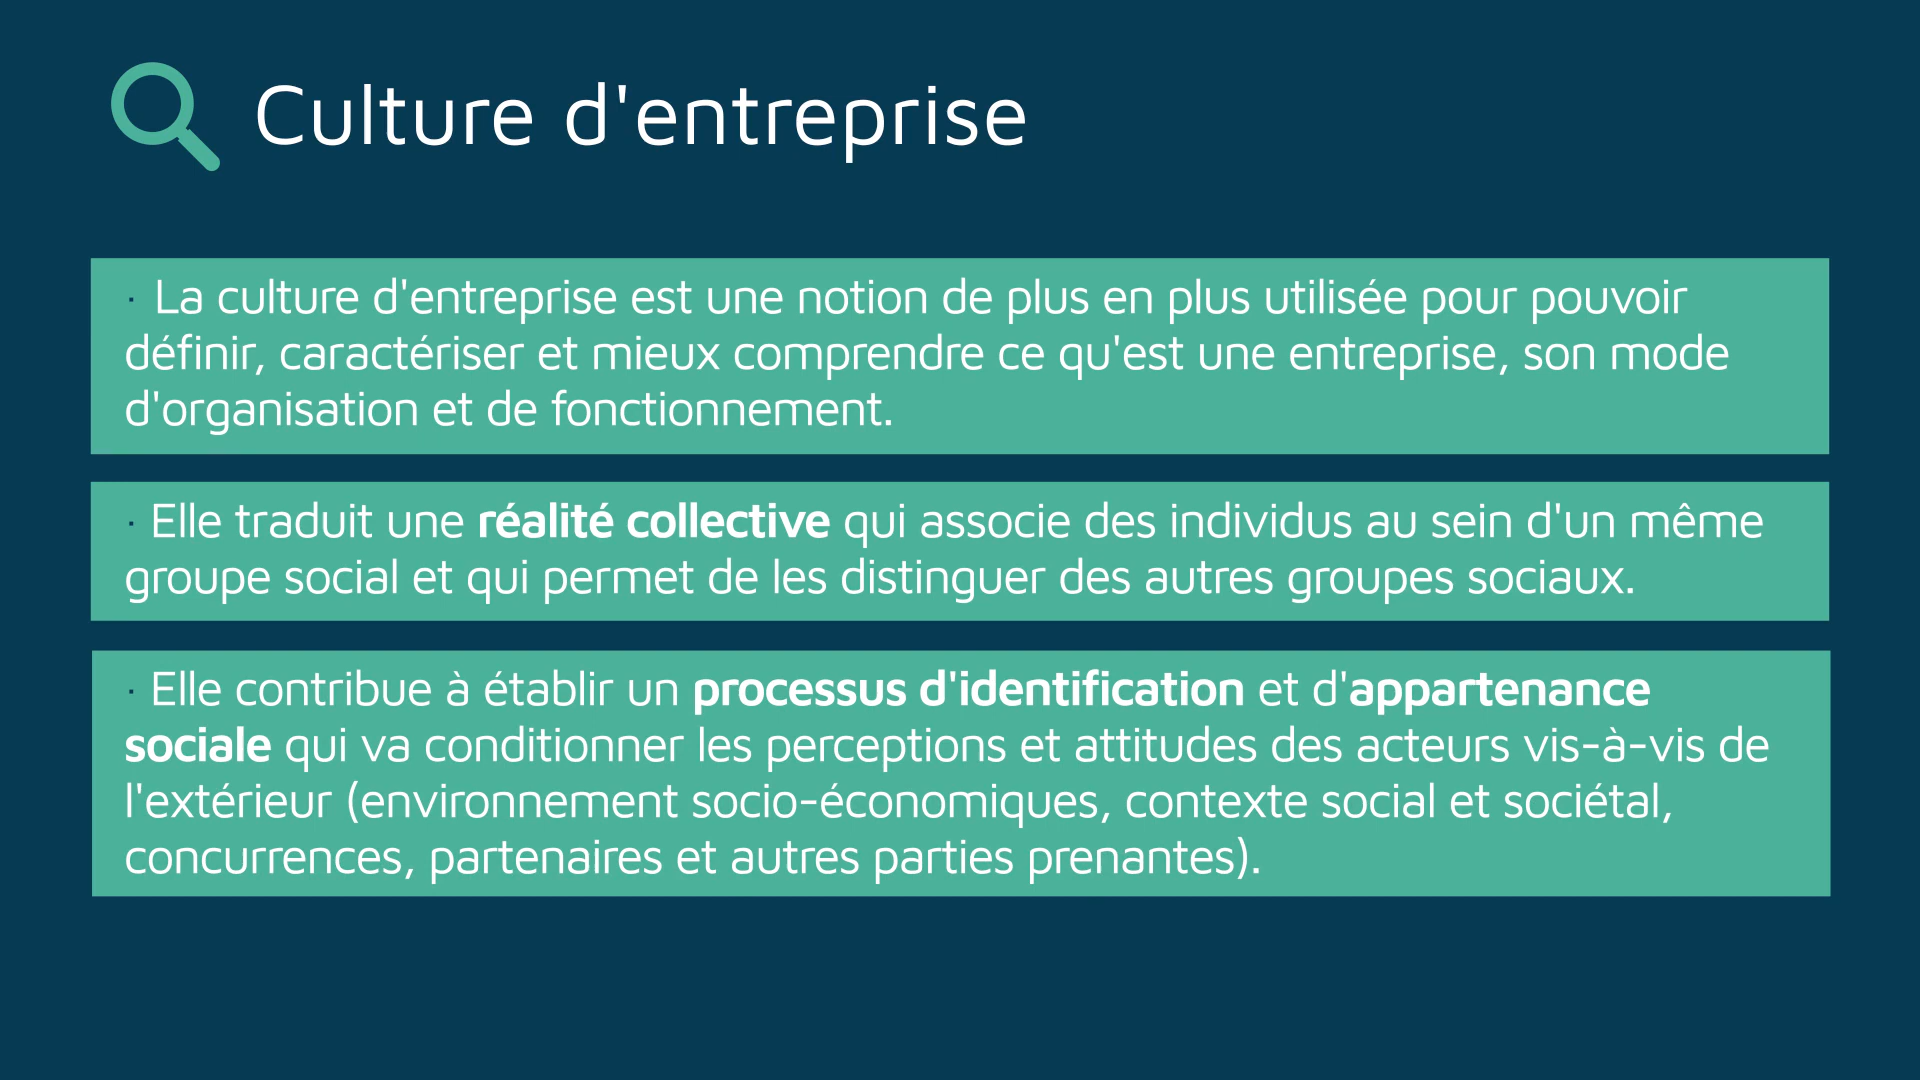 Culture d'entreprise
· La culture d'entreprise est une notion de plus en plus utilisée pour pouvoir
définir, caractériser et mieux comprendre ce qu'est une entreprise, son mode
d'organisation et de fonctionnement.
· Elle traduit une réalité collective qui associe des individus au sein d'un même
groupe social et qui permet de les distinguer des autres groupes sociaux.
· Elle contribue à établir un processus d'identification et d'appartenance
sociale qui va conditionner les perceptions et attitudes des acteurs vis-à-vis de
l'extérieur (environnement socio-économiques, contexte social et sociétal,
concurrences, partenaires et autres parties prenantes).